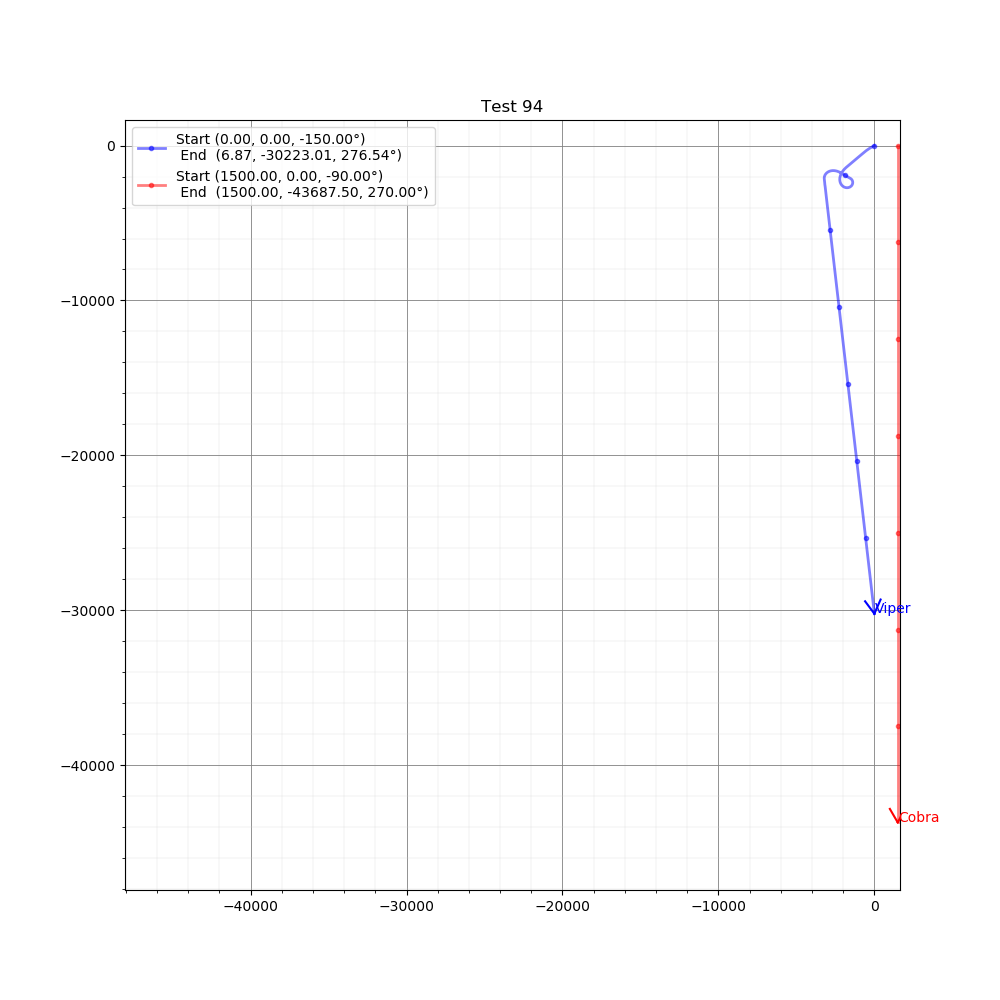 Test 94
Start (0.00, 0.00, -150.00°)
End  (6.87, -30223.01, 276.54°)
Start (1500.00, 0.00, -90.00°)
End  (1500.00, -43687.50, 270.00°)
0
−10000
−20000
−30000
−40000
Viper
Cobra
−40000
−30000
−20000
−10000
0